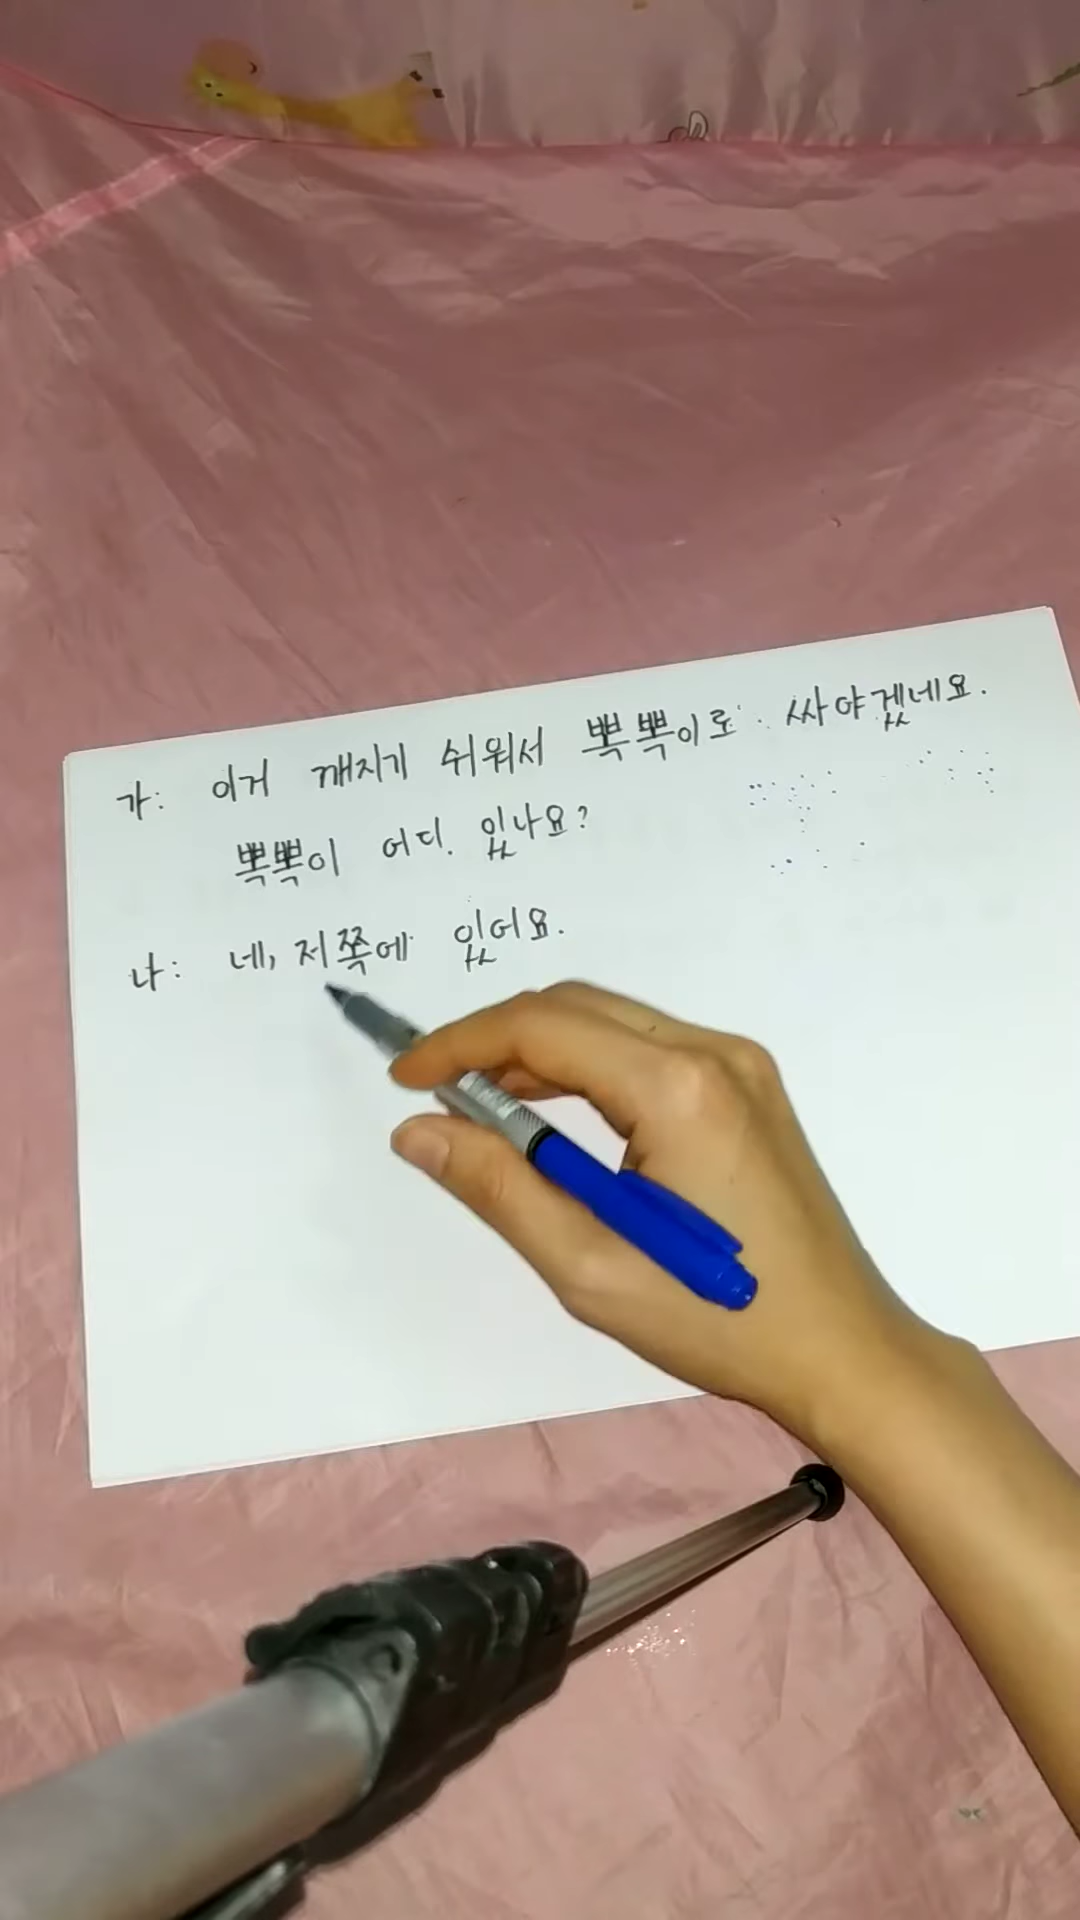 가: 이거 깨지기 쉬워서 뽁뽁이로 싸야겠네요.
뽁뽁이 어디 있나요?
나: 네, 저쪽에 있어요.